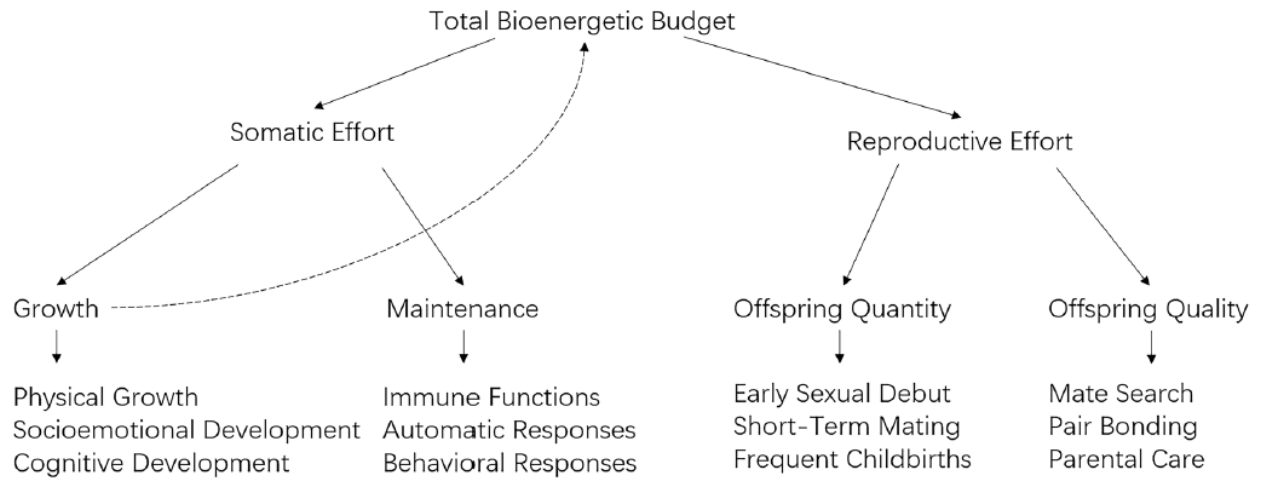 Total Bioenergetic Budget
Somatic Effort
Reproductive Effort
Growth
Maintenance
Offspring Quantity
Offspring Quality
Physical Growth
Socioemotional Development
Cognitive Development
Immune Functions
Automatic Responses
Behavioral Responses
Early Sexual Debut
Short-Term Mating
Frequent Childbirths
Mate Search
Pair Bonding
Parental Care